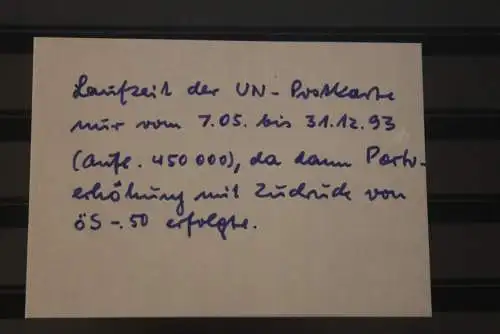 Laufzeit der UN-Postkarte
nur vom 7.05. bis 31.12.93
(Aufl. 450 000), da dann Porto-
erhöhung mit Zudruck von
öS -.50 erfolgte.